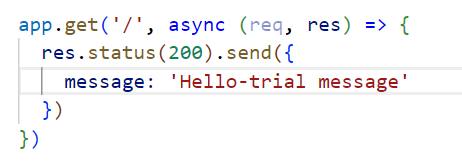 app.get('/', async (req, res) => {
  res.status(200).send({
    message: 'Hello-trial message'
  })
})